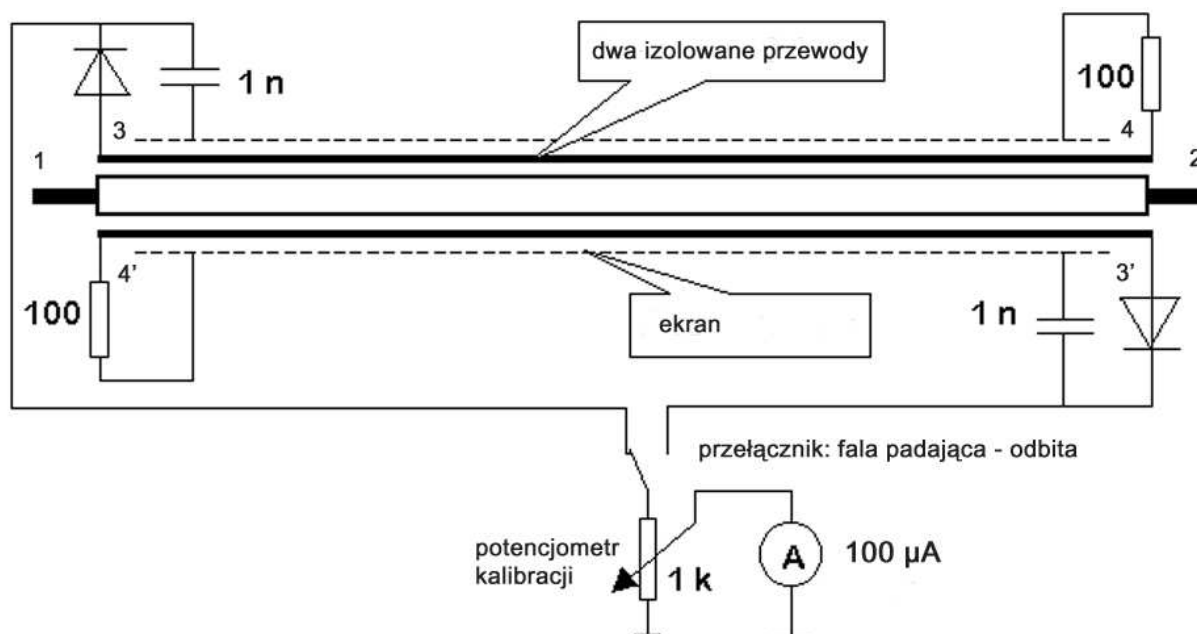 dwa izolowane przewody
1 n
100
3
4
1
2
4’
3’
100
ekran
1 n
przełącznik: fala padająca - odbita
potencjometr
kalibracji
1 k
A
100 µA